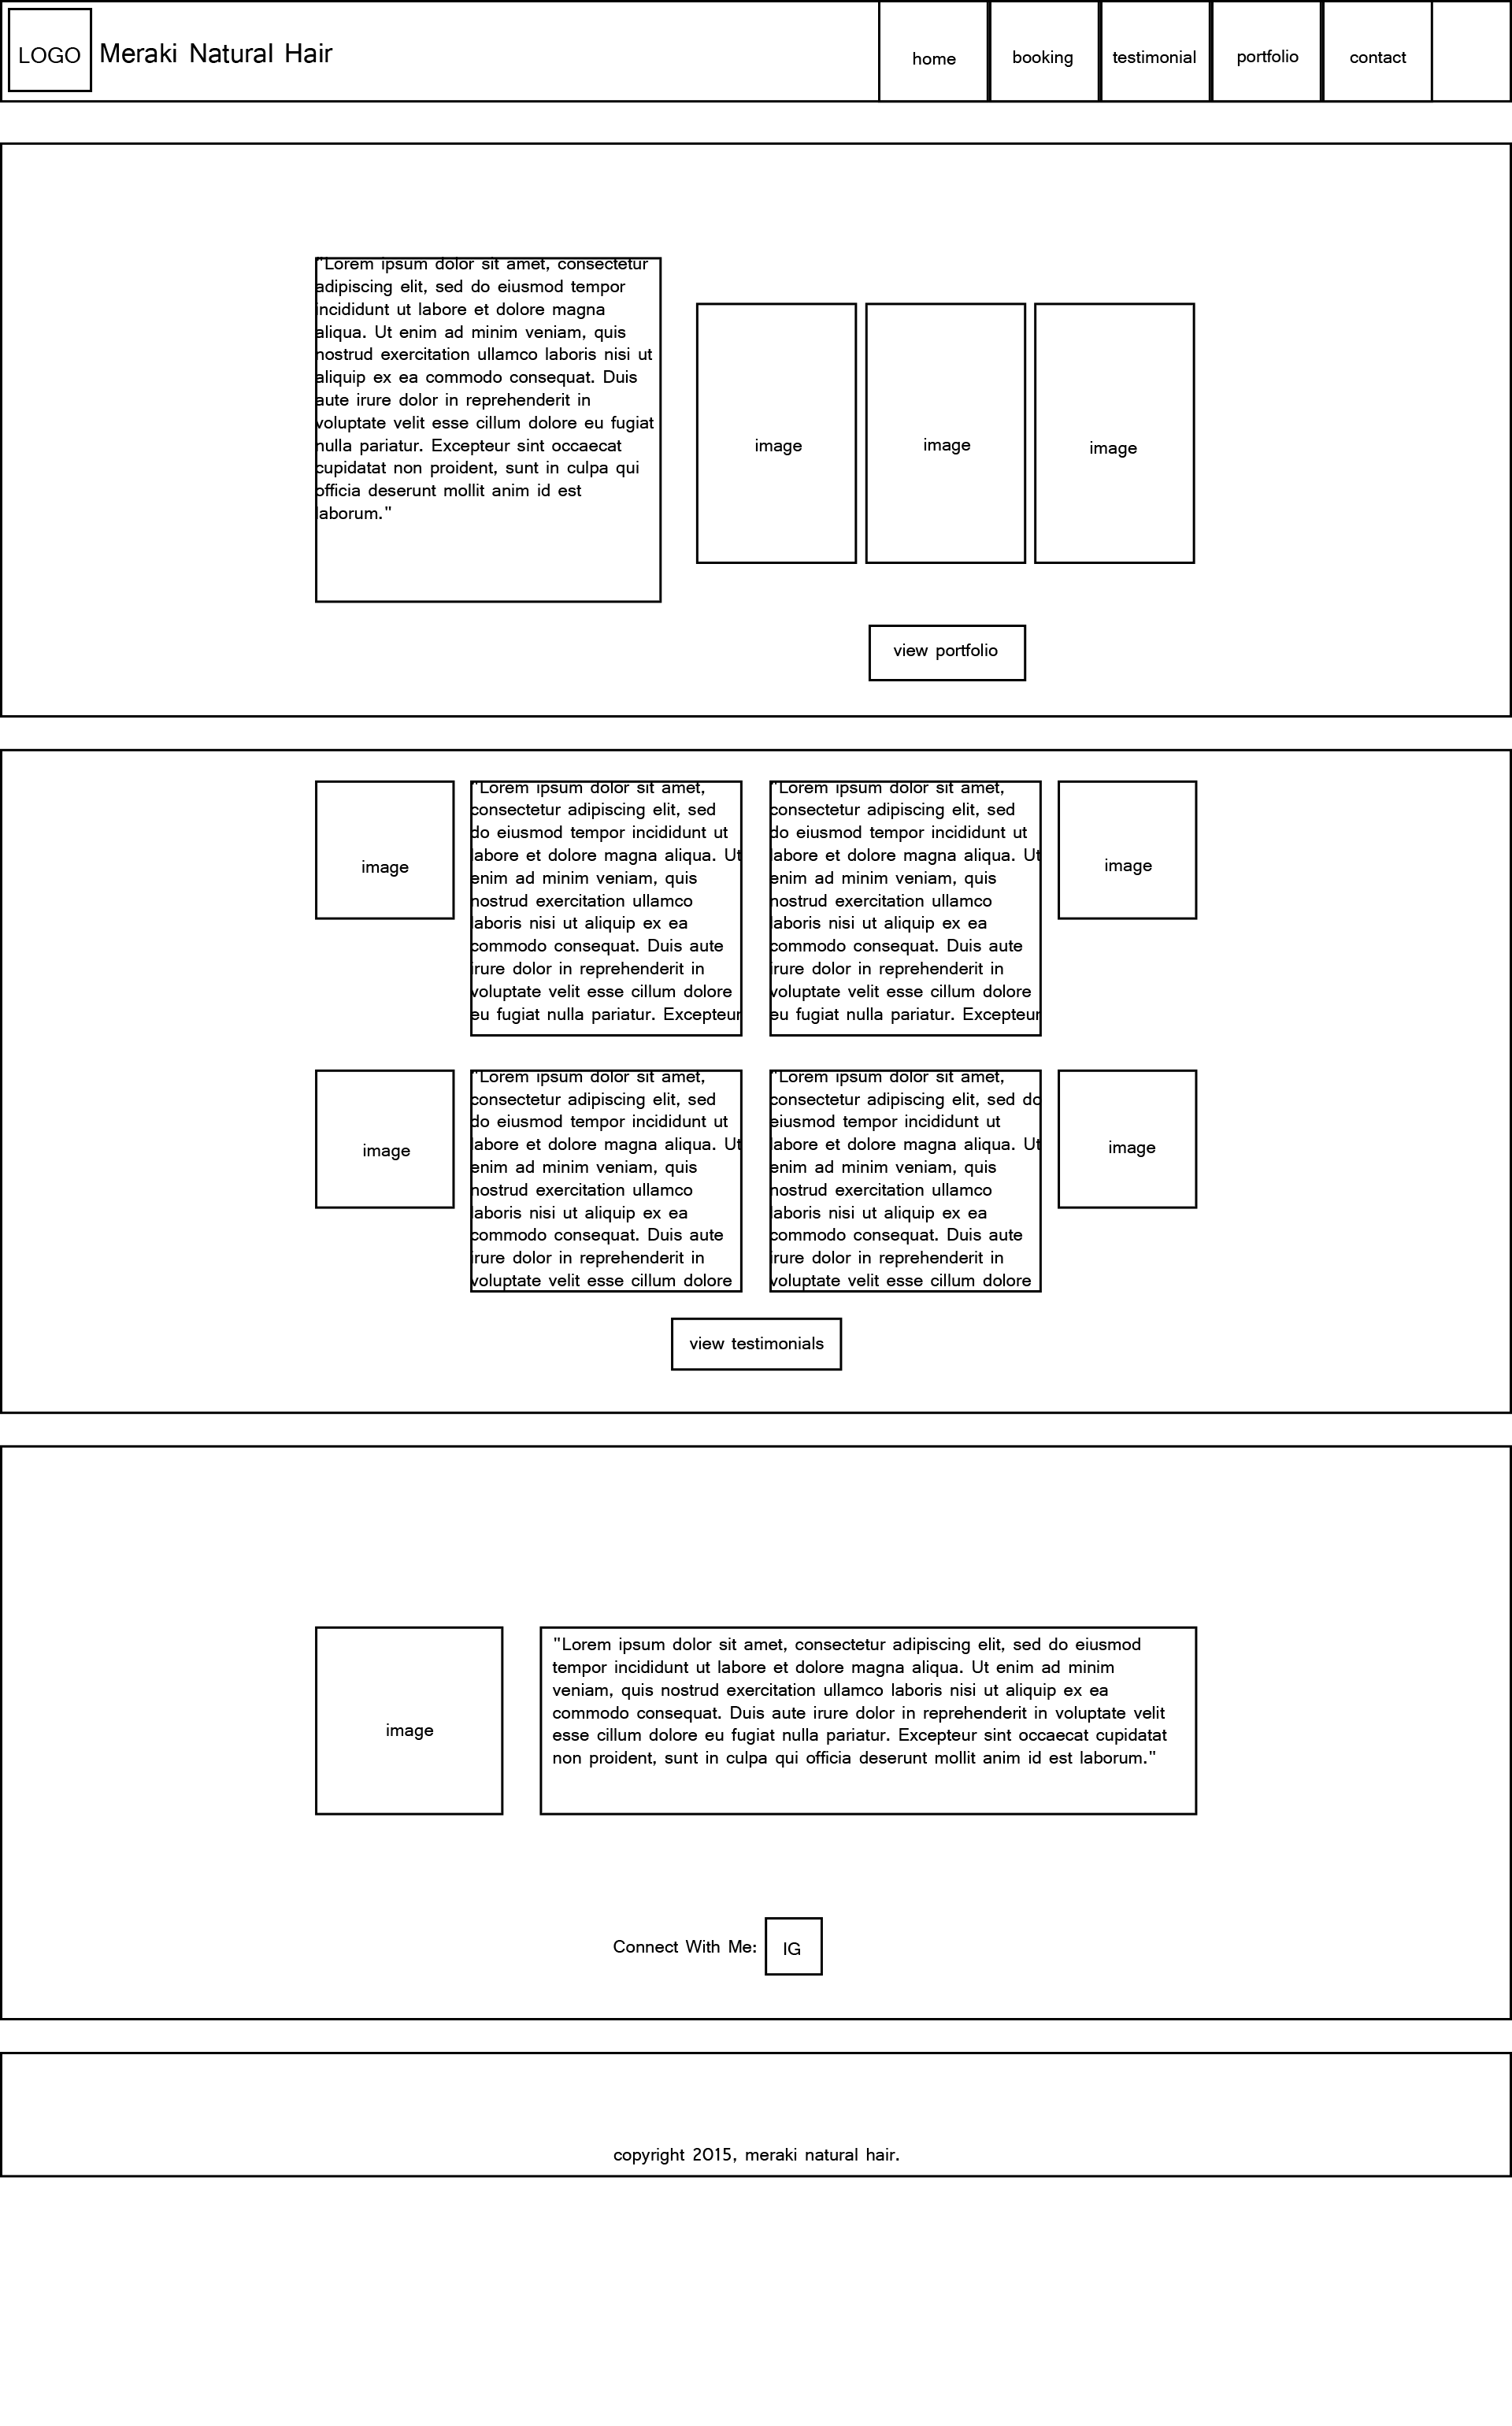 LOGO Meraki Natural Hair home booking testimonial portfolio contact
"Lorem ipsum dolor sit amet, consectetur
adipiscing elit, sed do eiusmod tempor
incididunt ut labore et dolore magna
aliqua. Ut enim ad minim veniam, quis
nostrud exercitation ullamco laboris nisi ut
aliquip ex ea commodo consequat. Duis
aute irure dolor in reprehenderit in
voluptate velit esse cillum dolore eu fugiat
nulla pariatur. Excepteur sint occaecat
cupidatat non proident, sunt in culpa qui
officia deserunt mollit anim id est
laborum."
image
image
image
view portfolio
image
"Lorem ipsum dolor sit amet,
consectetur adipiscing elit, sed
do eiusmod tempor incididunt ut
labore et dolore magna aliqua. Ut
enim ad minim veniam, quis
nostrud exercitation ullamco
laboris nisi ut aliquip ex ea
commodo consequat. Duis aute
irure dolor in reprehenderit in
voluptate velit esse cillum dolore
eu fugiat nulla pariatur. Excepteur
"Lorem ipsum dolor sit amet,
consectetur adipiscing elit, sed
do eiusmod tempor incididunt ut
labore et dolore magna aliqua. Ut
enim ad minim veniam, quis
nostrud exercitation ullamco
laboris nisi ut aliquip ex ea
commodo consequat. Duis aute
irure dolor in reprehenderit in
voluptate velit esse cillum dolore
eu fugiat nulla pariatur. Excepteur
image
image
"Lorem ipsum dolor sit amet,
consectetur adipiscing elit, sed
do eiusmod tempor incididunt ut
labore et dolore magna aliqua. Ut
enim ad minim veniam, quis
nostrud exercitation ullamco
laboris nisi ut aliquip ex ea
commodo consequat. Duis aute
irure dolor in reprehenderit in
voluptate velit esse cillum dolore
"Lorem ipsum dolor sit amet,
consectetur adipiscing elit, sed do
eiusmod tempor incididunt ut
labore et dolore magna aliqua. Ut
enim ad minim veniam, quis
nostrud exercitation ullamco
laboris nisi ut aliquip ex ea
commodo consequat. Duis aute
irure dolor in reprehenderit in
voluptate velit esse cillum dolore
image
view testimonials
image
"Lorem ipsum dolor sit amet, consectetur adipiscing elit, sed do eiusmod
tempor incididunt ut labore et dolore magna aliqua. Ut enim ad minim
veniam, quis nostrud exercitation ullamco laboris nisi ut aliquip ex ea
commodo consequat. Duis aute irure dolor in reprehenderit in voluptate velit
esse cillum dolore eu fugiat nulla pariatur. Excepteur sint occaecat cupidatat
non proident, sunt in culpa qui officia deserunt mollit anim id est laborum."
Connect With Me: IG
copyright 2015, meraki natural hair.